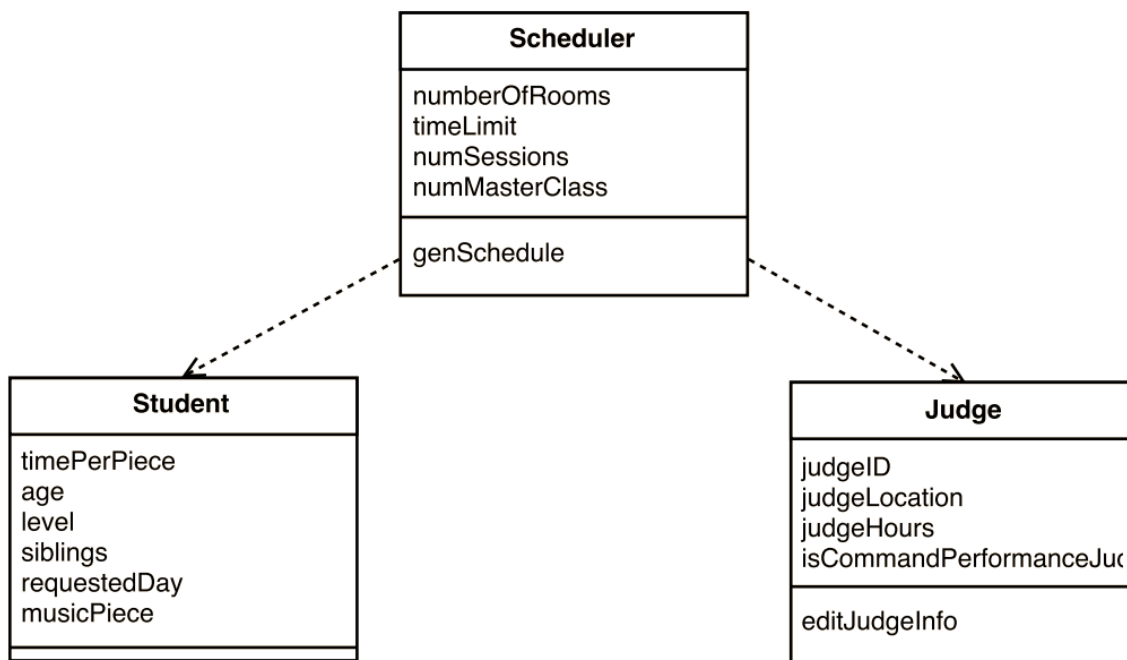 Scheduler
numberOfRooms
timeLimit
numSessions
numMasterClass
genSchedule
Student
timePerPiece
age
level
siblings
requestedDay
musicPiece
Judge
judgeID
judgeLocation
judgeHours
editJudgeInfo